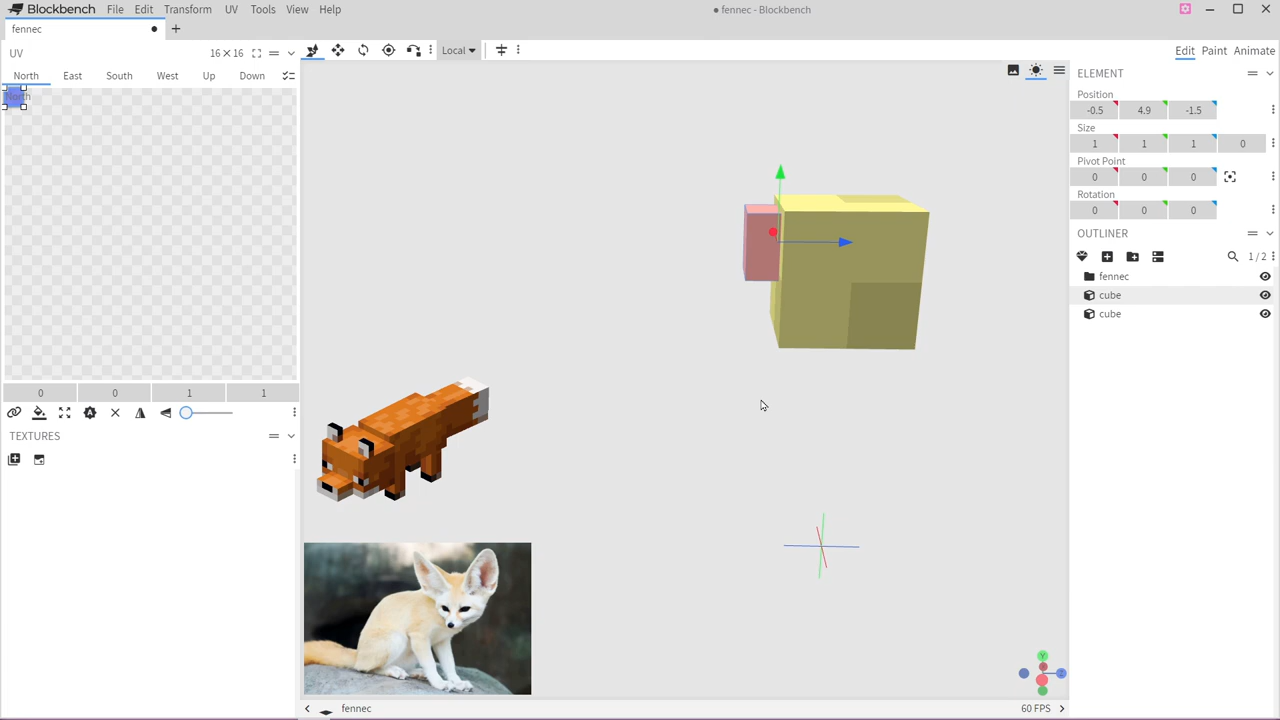 Blockbench File Edit Transform UV Tools View Help
● fennec - Blockbench
fennec
UV 16×16
North East South West Up Down
North
0 0 1 1
TEXTURES
Local
Edit Paint Animate
ELEMENT
Position
-0.5 4.9 -1.5
Size
1 1 1 0
Pivot Point
0 0 0
Rotation
0 0 0
OUTLINER
1 / 2
fennec
cube
cube
Y
fennec
60 FPS